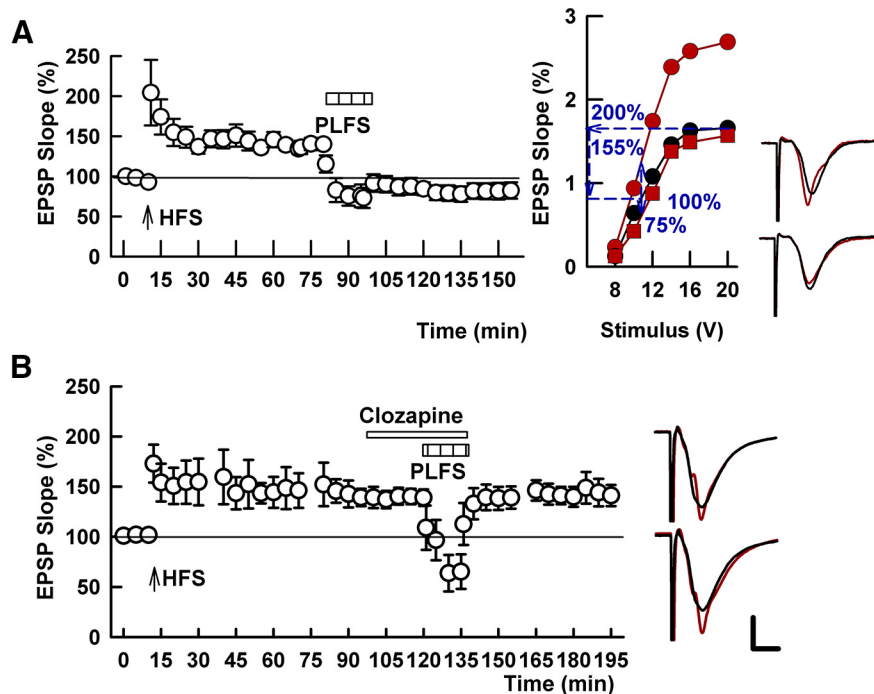 A
EPSP Slope (%)
250
200
150
100
50
0
HFS
PLFS
0 15 30 45 60 75 90 105 120 135 150
Time (min)
EPSP Slope (%)
3
2
1
0
200%
155%
100%
75%
8 12 16 20
Stimulus (V)
B
EPSP Slope (%)
200
150
100
50
0
HFS
Clozapine
PLFS
0 15 30 45 60 75 90 105 120 135 165 180 195
Time (min)